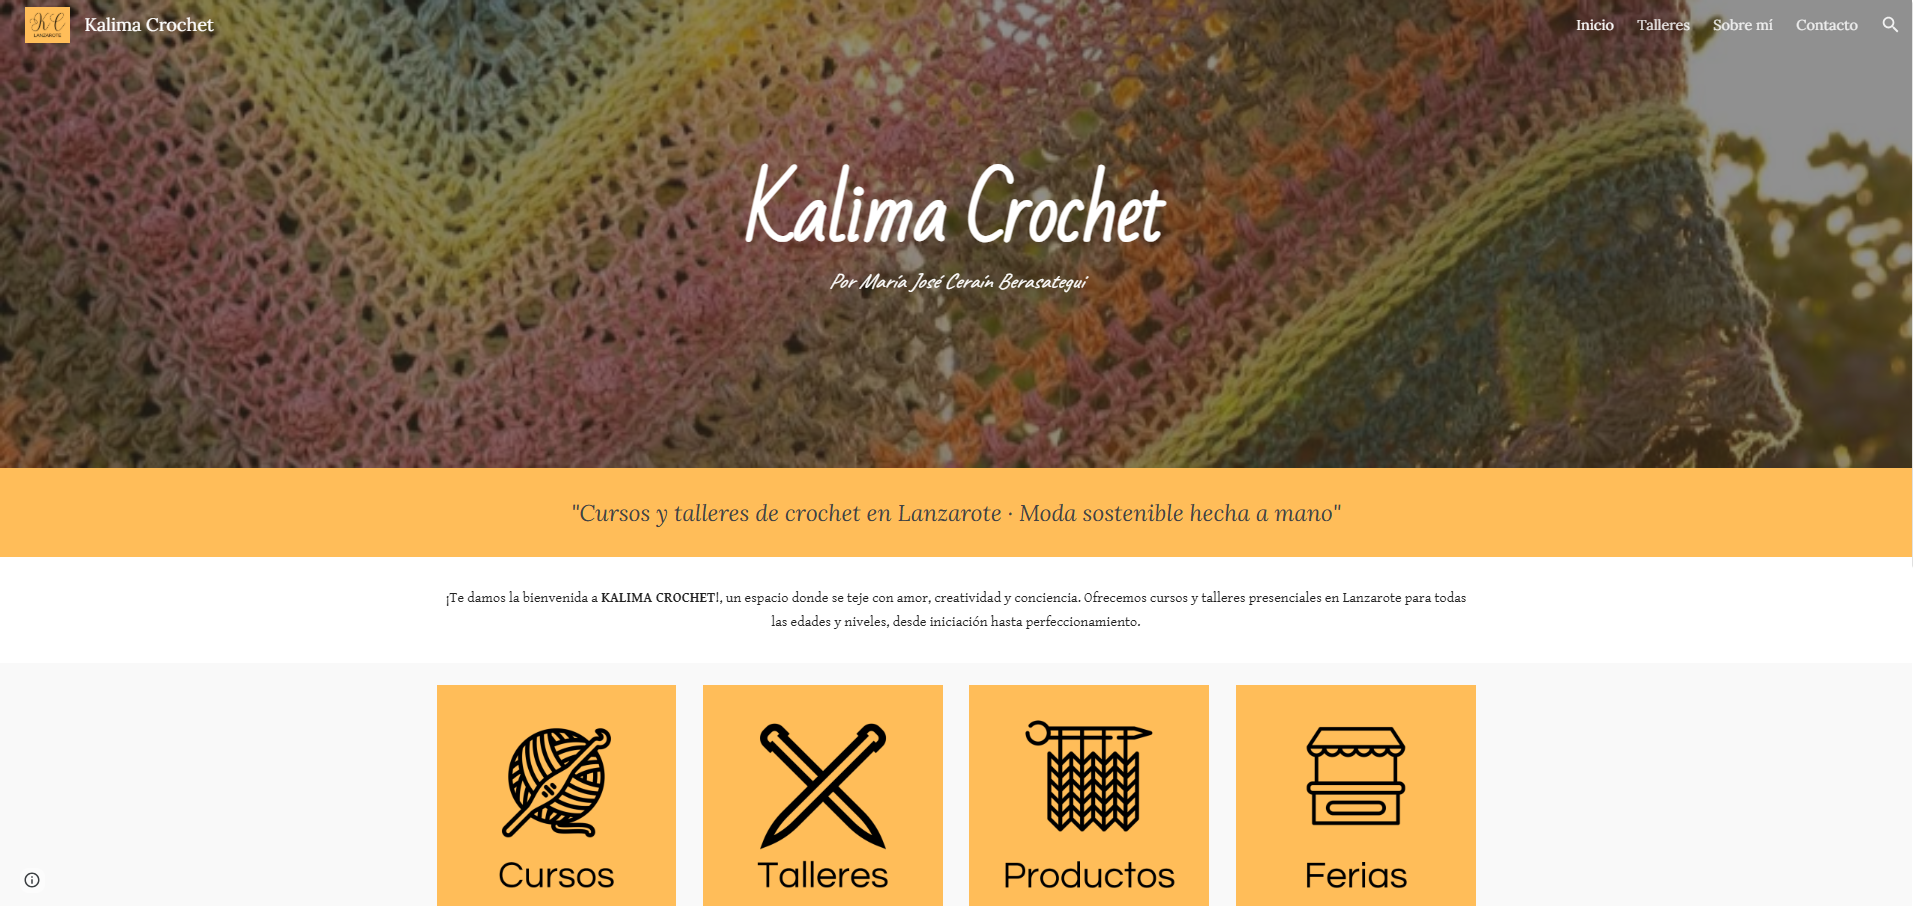 KC
LANZAROTE
Kalima Crochet
Inicio Talleres Sobre mí Contacto
Kalima Crochet
Por María José Cerain Berasategui
"Cursos y talleres de crochet en Lanzarote · Moda sostenible hecha a mano"
¡Te damos la bienvenida a KALIMA CROCHET!, un espacio donde se teje con amor, creatividad y conciencia. Ofrecemos cursos y talleres presenciales en Lanzarote para todas
las edades y niveles, desde iniciación hasta perfeccionamiento.
Cursos Talleres Productos Ferias